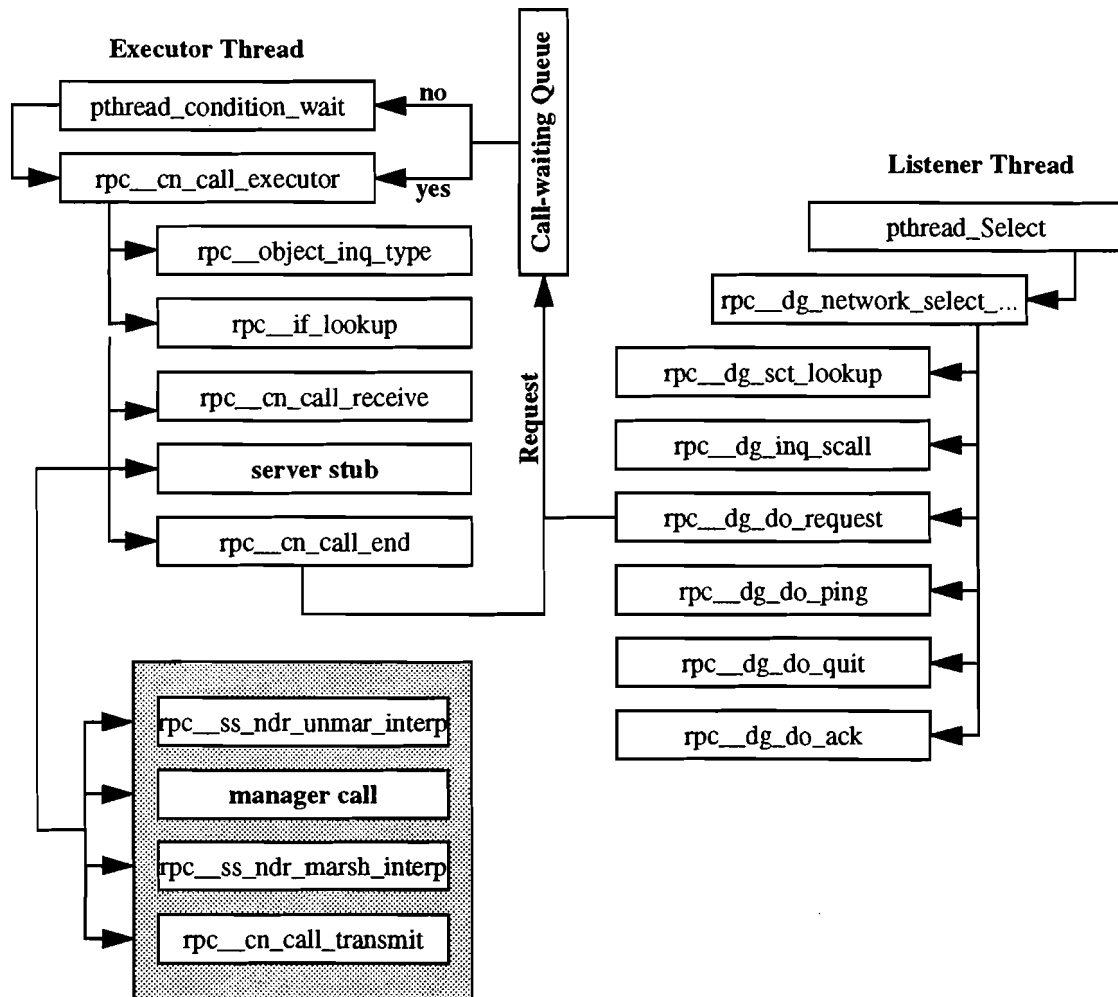 Executor Thread
pthread_condition_wait
rpc__cn_call_executor
rpc__object_inq_type
rpc__if_lookup
rpc__cn_call_receive
server stub
rpc__cn_call_end
rpc__ss_ndr_unmar_interp
manager call
rpc__ss_ndr_marsh_interp
rpc__cn_call_transmit
no
yes
Call-waiting Queue
Request
Listener Thread
pthread_Select
rpc__dg_network_select_...
rpc__dg_sct_lookup
rpc__dg_inq_scall
rpc__dg_do_request
rpc__dg_do_ping
rpc__dg_do_quit
rpc__dg_do_ack